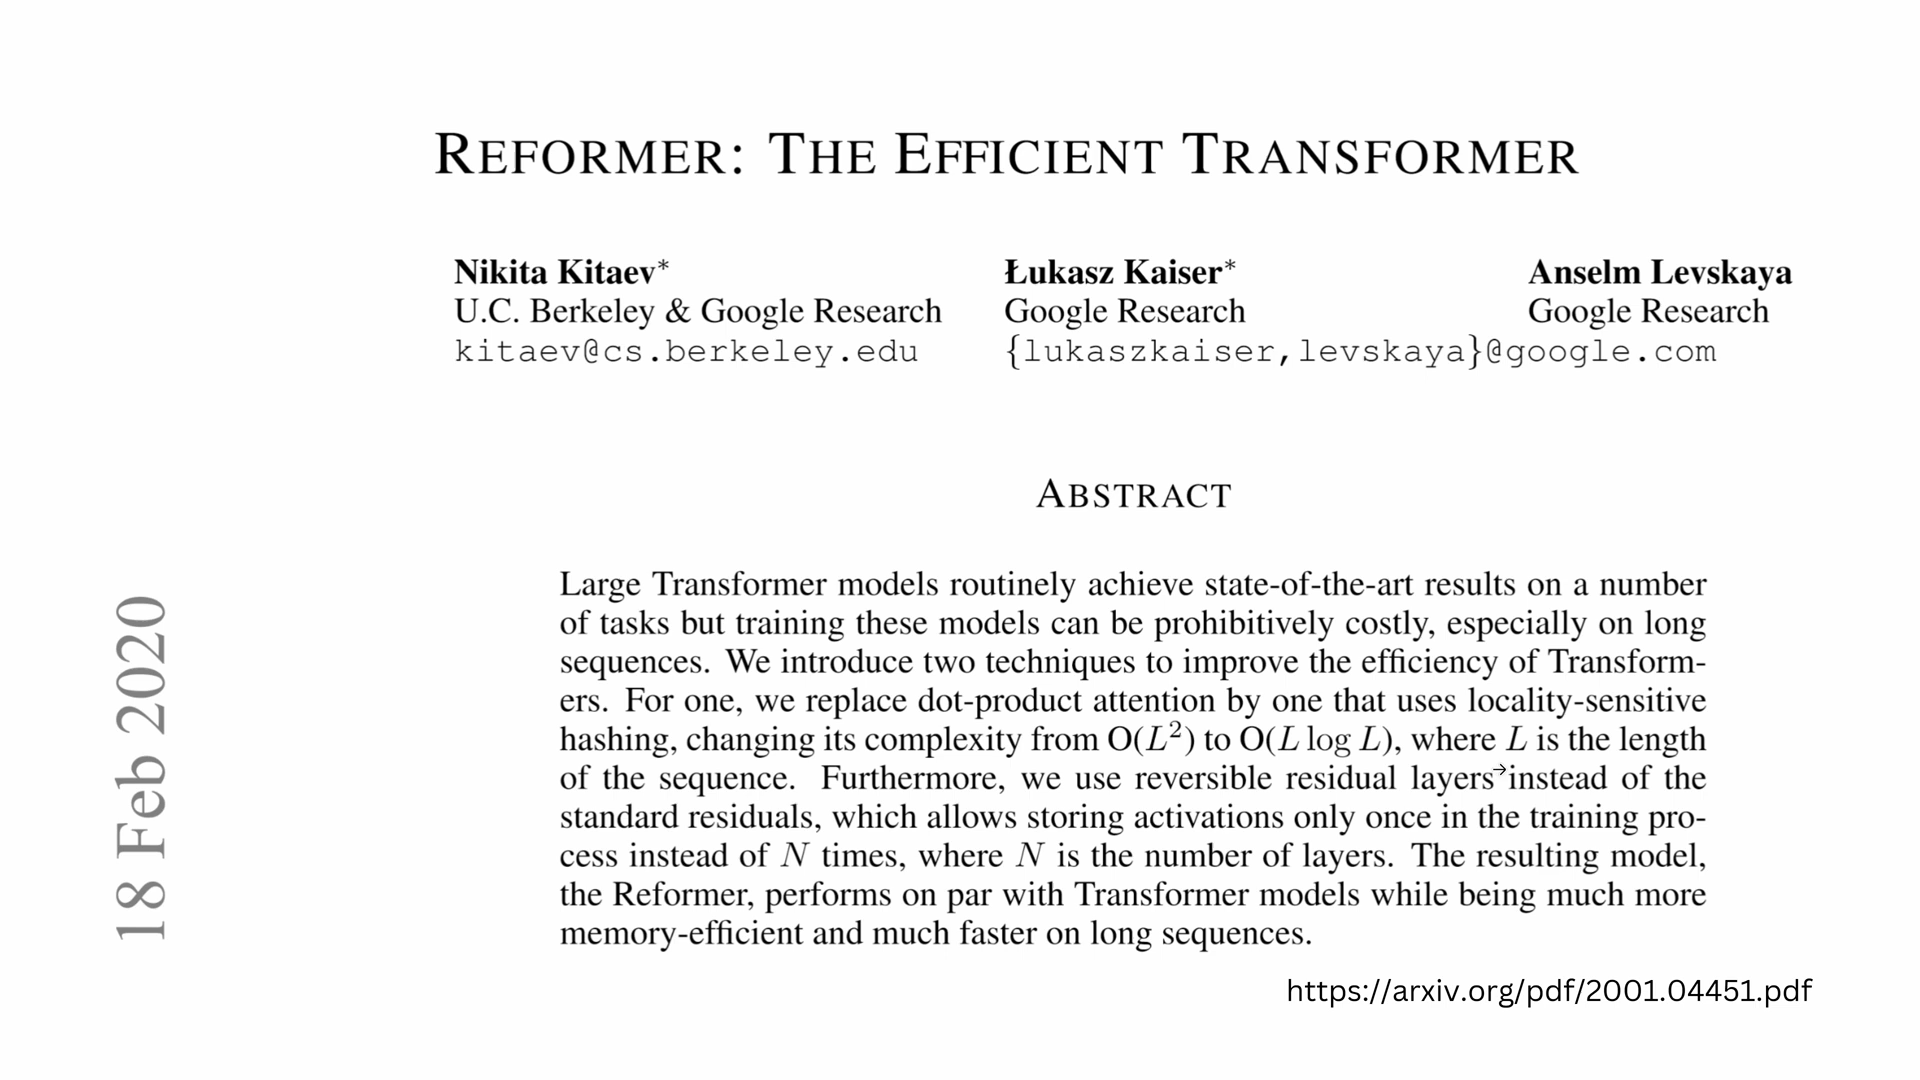 REFORMER: THE EFFICIENT TRANSFORMER
Nikita Kitaev* Łukasz Kaiser* Anselm Levskaya
U.C. Berkeley & Google Research Google Research Google Research
kitaev@cs.berkeley.edu {lukaszkaiser,levskaya}@google.com
ABSTRACT
Large Transformer models routinely achieve state-of-the-art results on a number
of tasks but training these models can be prohibitively costly, especially on long
sequences. We introduce two techniques to improve the efficiency of Transform-
ers. For one, we replace dot-product attention by one that uses locality-sensitive
hashing, changing its complexity from O(L²) to O(L log L), where L is the length
of the sequence. Furthermore, we use reversible residual layers instead of the
standard residuals, which allows storing activations only once in the training pro-
cess instead of N times, where N is the number of layers. The resulting model,
the Reformer, performs on par with Transformer models while being much more
memory-efficient and much faster on long sequences.
18 Feb 2020
https://arxiv.org/pdf/2001.04451.pdf